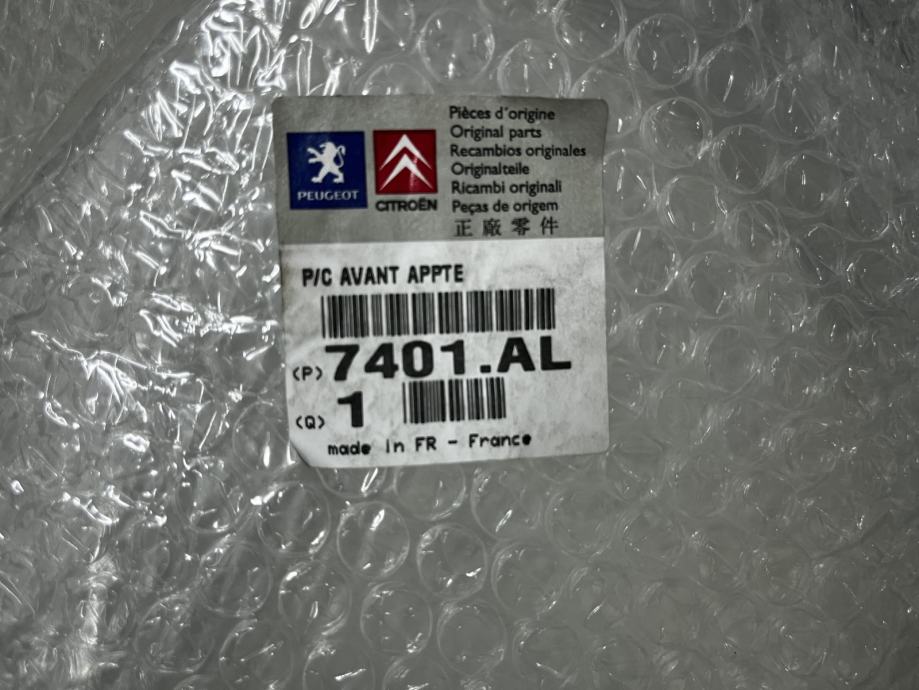 PEUGEOT
CITROËN
Pièces d'origine
Original parts
Recambios originales
Originalteile
Ricambi originali
Peças de origem
正廠零件
P/C AVANT APPTE
(P) 7401.AL
(Q) 1
made in FR - France